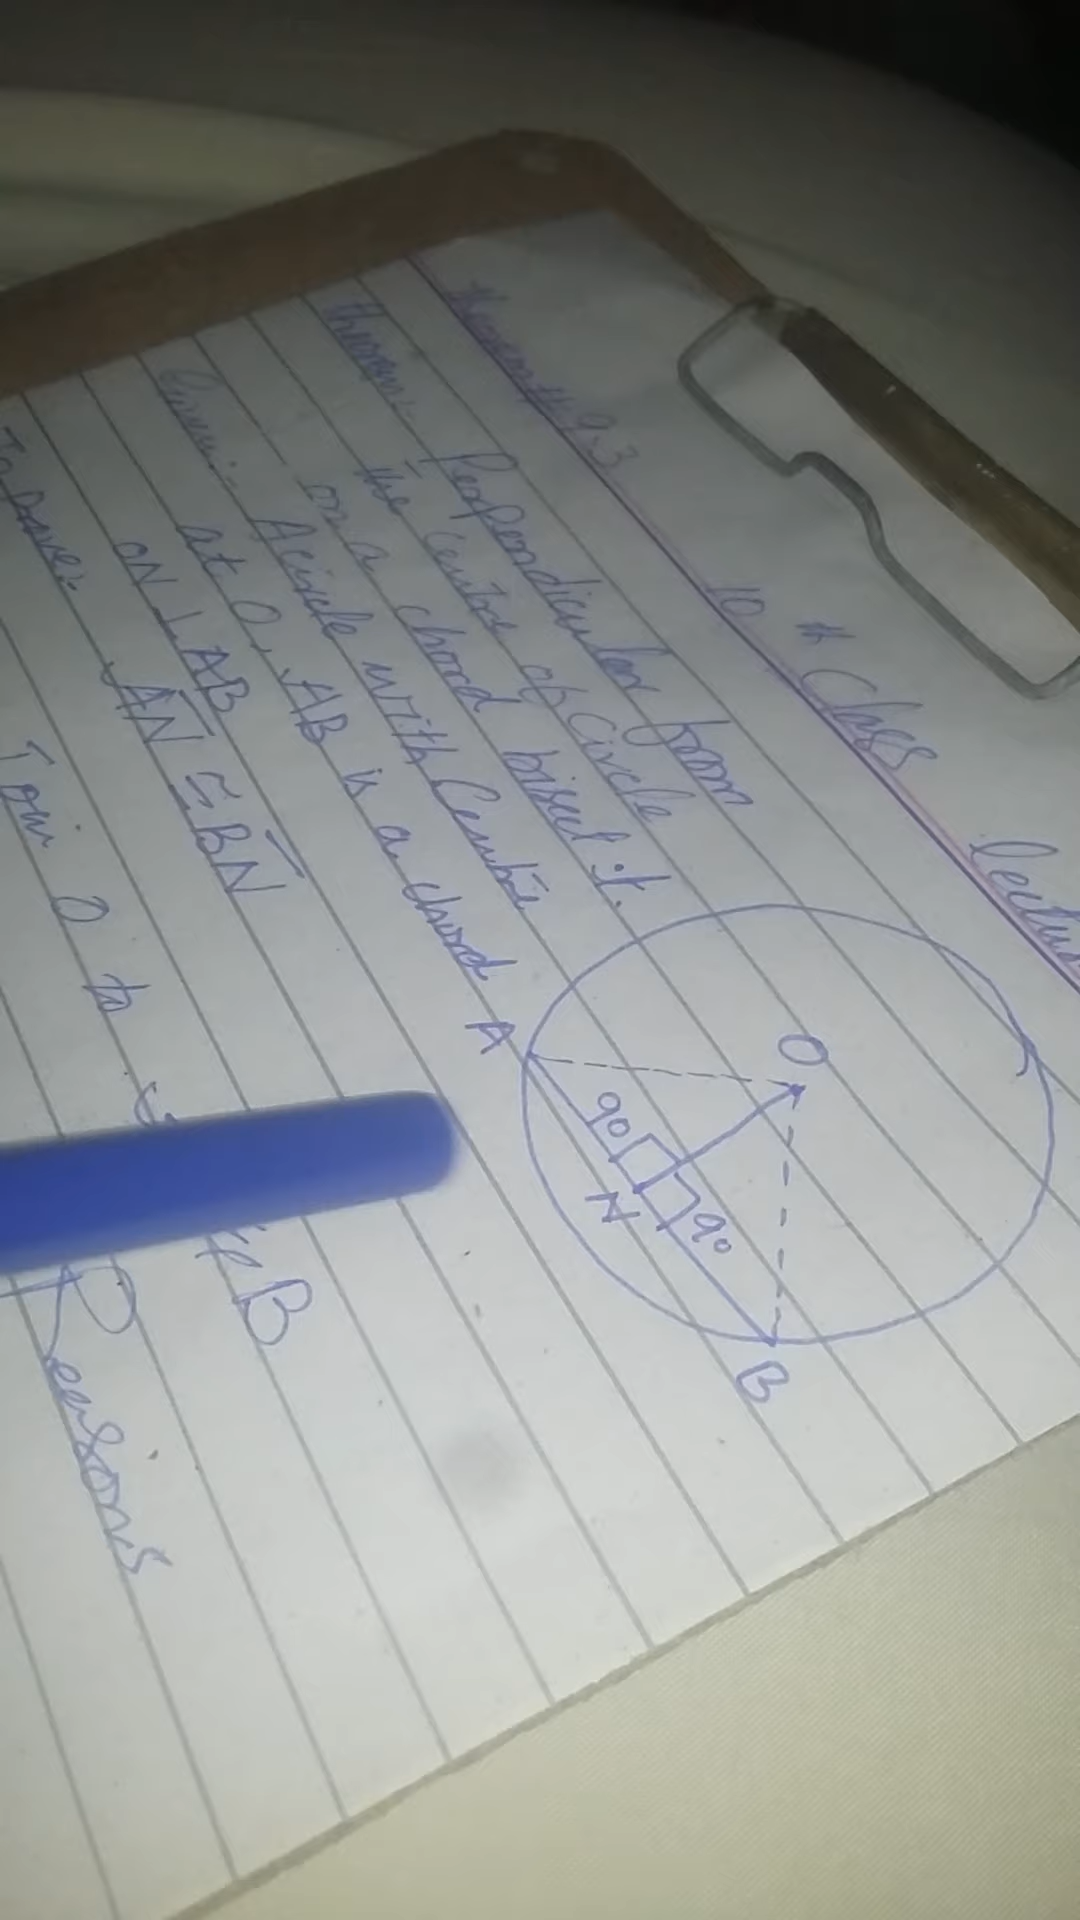 10 # Class lectu
Theorem # 9.3
Theorem:- Perpendicular from
the centre of circle
on a chord bisect it.
Given:- A circle with Centre
at O, AB is a chord
ON ⊥ AB
To prove:- AN ≅ BN
Join O to B
Reasons
O
A
90
90
N
B